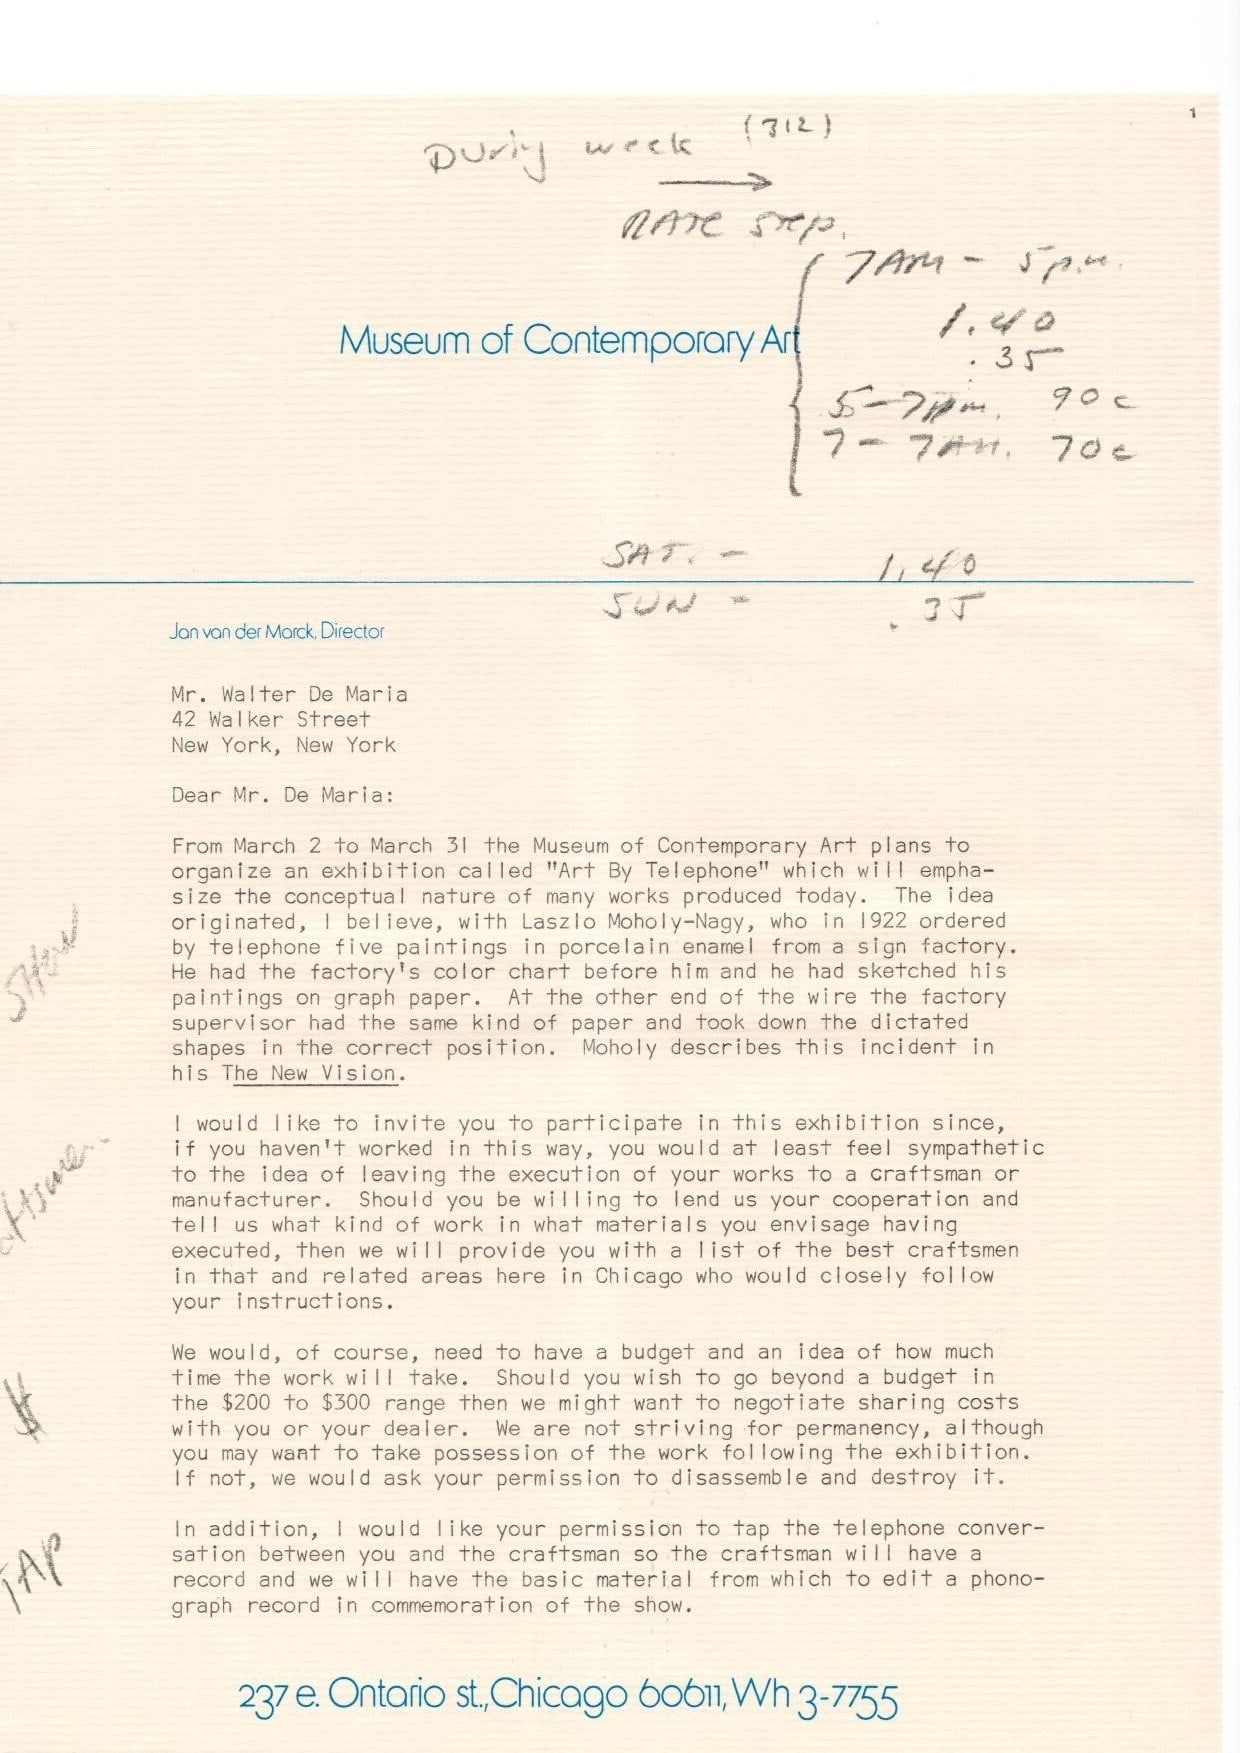 1
During week (312)
RATE STEP.
7AM - 5 p.m.
Museum of Contemporary Art
1.40
.35
5-7pm. 90c
7- 7AM. 70c
SAT. - 1.40
SUN - .35
Jan van der Marck, Director
Mr. Walter De Maria
42 Walker Street
New York, New York
Dear Mr. De Maria:
From March 2 to March 31 the Museum of Contemporary Art plans to
organize an exhibition called "Art By Telephone" which will empha-
size the conceptual nature of many works produced today. The idea
originated, I believe, with Laszlo Moholy-Nagy, who in 1922 ordered
by telephone five paintings in porcelain enamel from a sign factory.
He had the factory's color chart before him and he had sketched his
paintings on graph paper. At the other end of the wire the factory
supervisor had the same kind of paper and took down the dictated
shapes in the correct position. Moholy describes this incident in
his The New Vision.
I would like to invite you to participate in this exhibition since,
if you haven't worked in this way, you would at least feel sympathetic
to the idea of leaving the execution of your works to a craftsman or
manufacturer. Should you be willing to lend us your cooperation and
tell us what kind of work in what materials you envisage having
executed, then we will provide you with a list of the best craftsmen
in that and related areas here in Chicago who would closely follow
your instructions.
We would, of course, need to have a budget and an idea of how much
time the work will take. Should you wish to go beyond a budget in
the $200 to $300 range then we might want to negotiate sharing costs
$
with you or your dealer. We are not striving for permanency, although
you may want to take possession of the work following the exhibition.
If not, we would ask your permission to disassemble and destroy it.
In addition, I would like your permission to tap the telephone conver-
sation between you and the craftsman so the craftsman will have a
TAP
record and we will have the basic material from which to edit a phono-
graph record in commemoration of the show.
237 e. Ontario st., Chicago 60611, Wh 3-7755